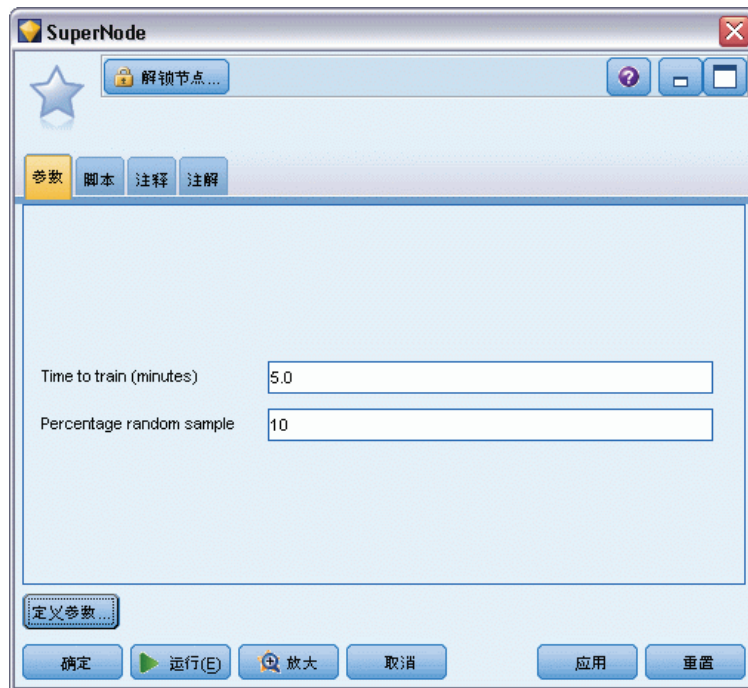 SuperNode
解锁节点...
参数 脚本 注释 注解
Time to train (minutes) 5.0
Percentage random sample 10
定义参数...
确定 运行(E) 放大 取消 应用 重置